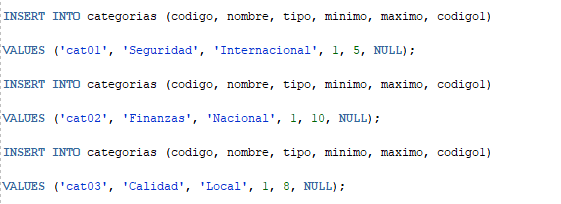 INSERT INTO categorias (codigo, nombre, tipo, minimo, maximo, codigo1)
VALUES ('cat01', 'Seguridad', 'Internacional', 1, 5, NULL);
INSERT INTO categorias (codigo, nombre, tipo, minimo, maximo, codigo1)
VALUES ('cat02', 'Finanzas', 'Nacional', 1, 10, NULL);
INSERT INTO categorias (codigo, nombre, tipo, minimo, maximo, codigo1)
VALUES ('cat03', 'Calidad', 'Local', 1, 8, NULL);